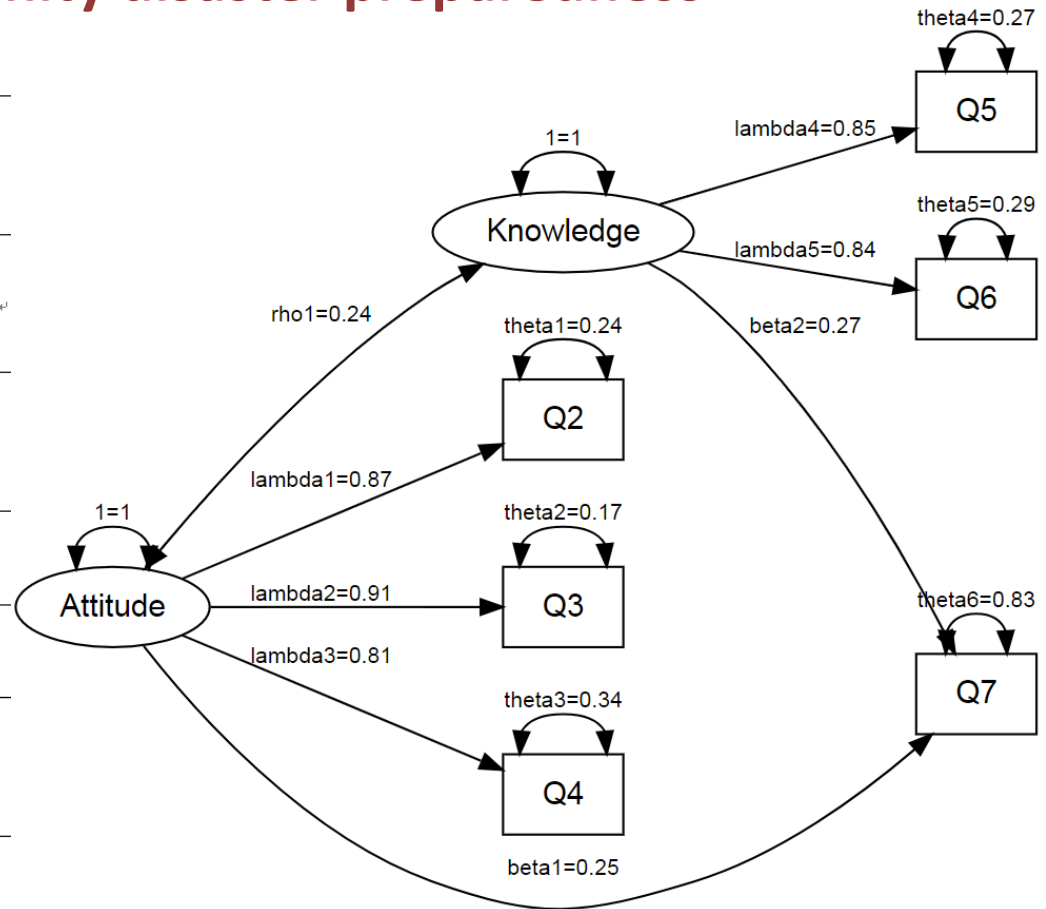 disaster preparedness
theta4=0.27
Q5
lambda4=0.85
1=1
Knowledge
theta5=0.29
lambda5=0.84
Q6
rho1=0.24
theta1=0.24
beta2=0.27
Q2
lambda1=0.87
1=1
theta2=0.17
Attitude
lambda2=0.91
Q3
theta6=0.83
lambda3=0.81
Q7
theta3=0.34
Q4
beta1=0.25